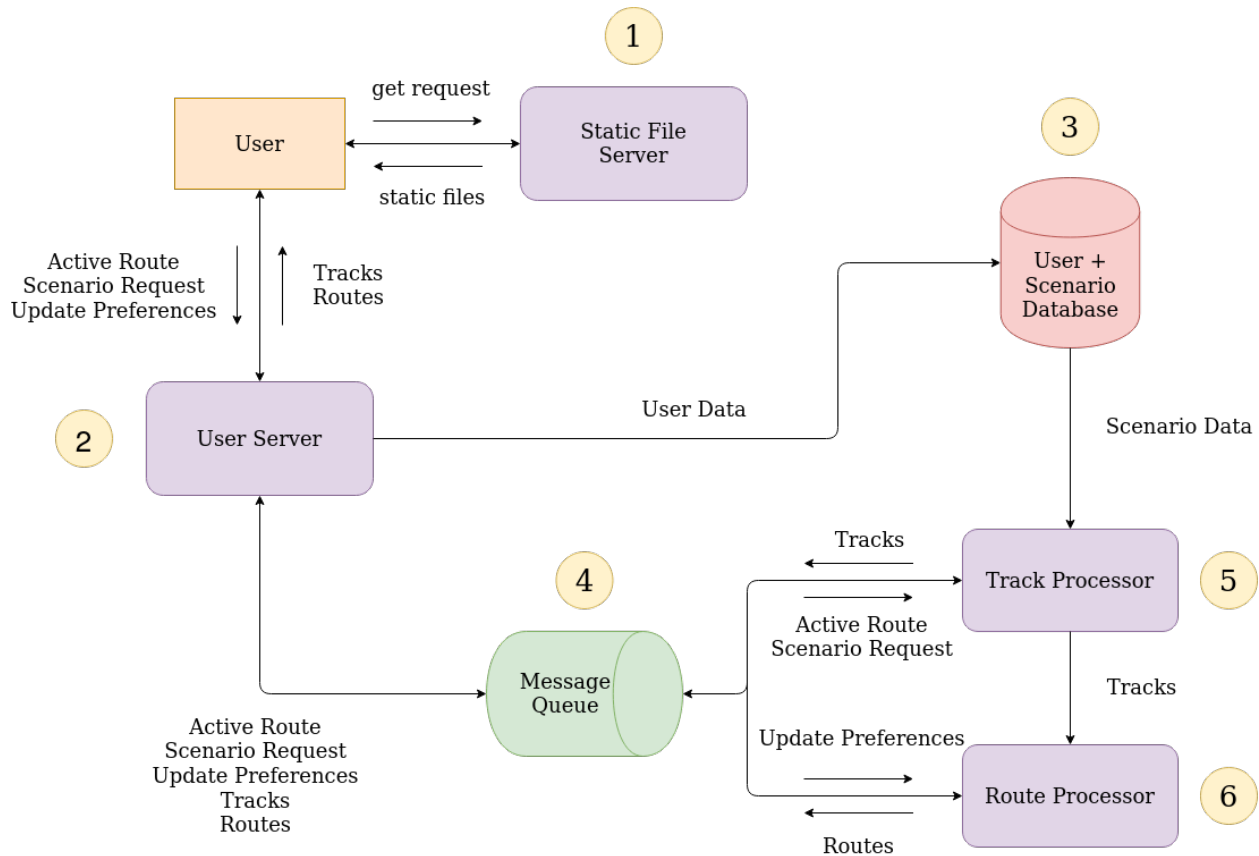 1
get request
User
Static File
Server
static files
3
User +
Scenario
Database
Active Route
Scenario Request
Update Preferences
Tracks
Routes
2
User Server
User Data
Scenario Data
4
Message
Queue
Tracks
Active Route
Scenario Request
Track Processor
5
Tracks
Active Route
Scenario Request
Update Preferences
Tracks
Routes
Update Preferences
Routes
Route Processor
6